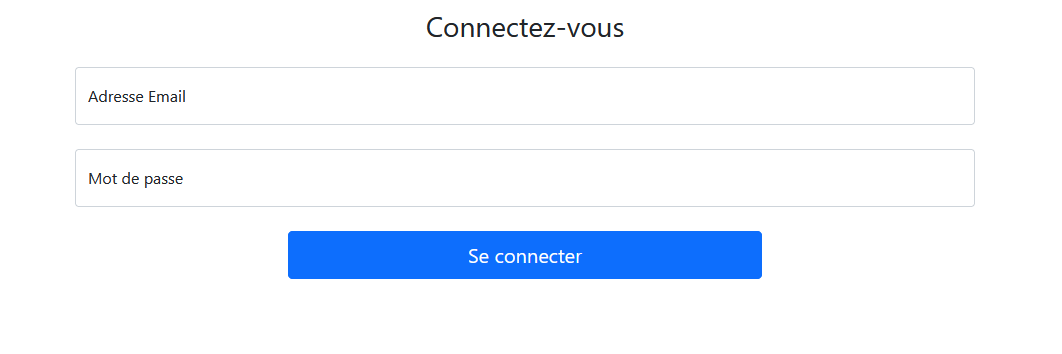 Connectez-vous
Adresse Email
Mot de passe
Se connecter